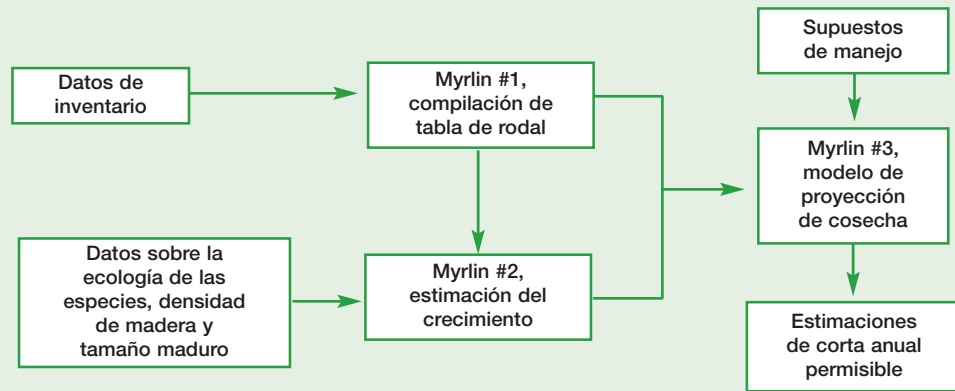 Datos de
inventario
Myrlin #1,
compilación de
tabla de rodal
Supuestos
de manejo
Myrlin #3,
modelo de
proyección
de cosecha
Datos sobre la
ecología de las
especies, densidad
de madera y
tamaño maduro
Myrlin #2,
estimación del
crecimiento
Estimaciones
de corta anual
permisible